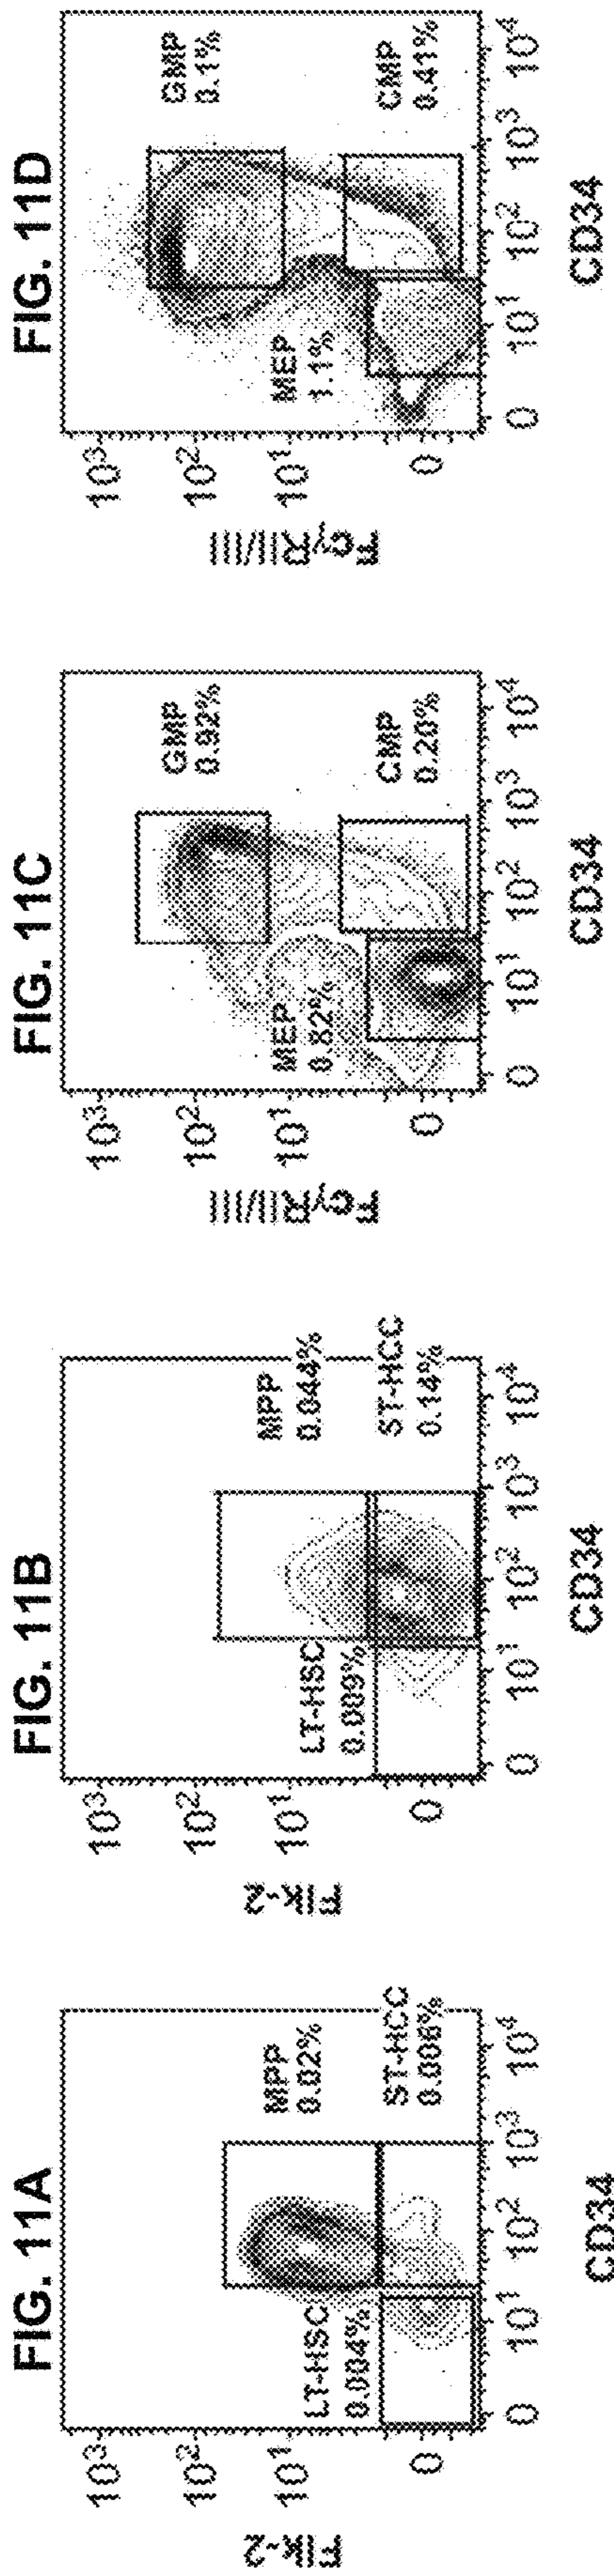 FIG. 11A
Flk-2
10³
10²
10¹
0
LT-HSC
0.004%
MPP
0.02%
ST-HCC
0.006%
0
10¹
10²
10³
10⁴
CD34
FIG. 11B
Flk-2
10³
10²
10¹
0
LT-HSC
0.009%
MPP
0.044%
ST-HCC
0.14%
0
10¹
10²
10³
10⁴
CD34
FIG. 11C
FcγRII/III
10³
10²
10¹
0
MEP
0.82%
GMP
0.92%
CMP
0.20%
0
10¹
10²
10³
10⁴
CD34
FIG. 11D
FcγRII/III
10³
10²
10¹
0
MEP
1.1%
GMP
0.1%
CMP
0.41%
0
10¹
10²
10³
10⁴
CD34